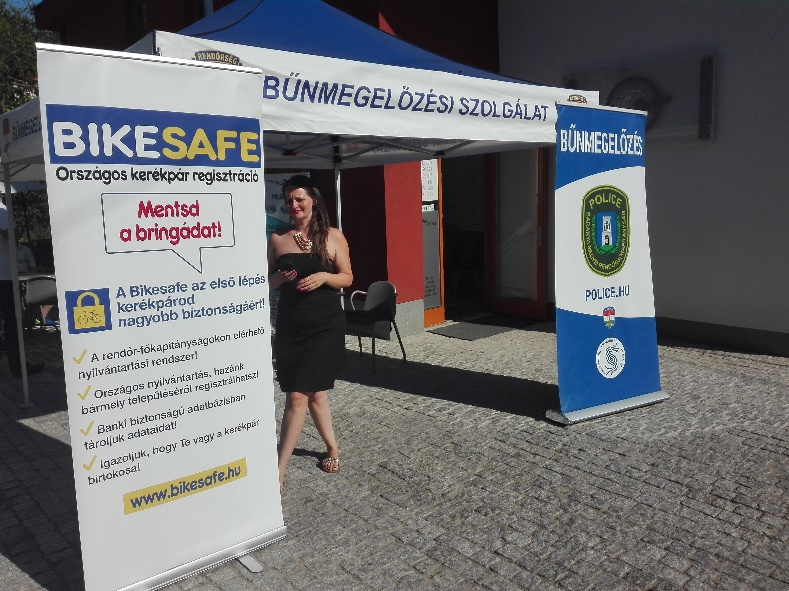 BIKESAFE
Országos kerékpár regisztráció
Mentsd
a bringádat!
A Bikesafe az első lépés
kerékpárod
nagyobb biztonságáért!
A rendőr-főkapitányságokon elérhető
nyilvántartási rendszer!
Országos nyilvántartás, hazánk
bármely településéről regisztrálhatsz!
Banki biztonságú adatbázisban
tároljuk adataidat!
Igazoljuk, hogy Te vagy a kerékpár
birtokosa!
www.bikesafe.hu
RENDŐRSÉG
BŰNMEGELŐZÉSI SZOLGÁLAT
BŰNMEGELŐZÉS
POLICE
POLICE.HU